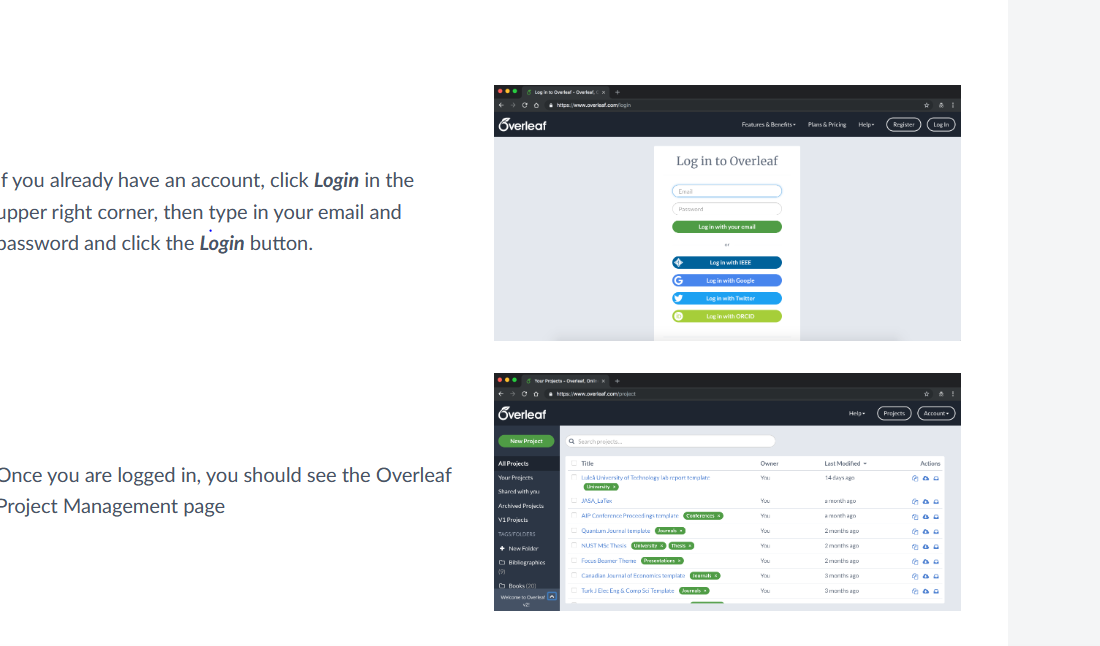 f you already have an account, click Login in the
upper right corner, then type in your email and
password and click the Login button.
Log in to Overleaf - Overleaf,
https://www.overleaf.com/login
Overleaf
Features & Benefits
Plans & Pricing
Help
Register
Log In
Log in to Overleaf
Email
Password
Log in with your email
or
Log in with IEEE
Log in with Google
Log in with Twitter
Log in with ORCID
Once you are logged in, you should see the Overleaf
Project Management page
Your Projects - Overleaf, Onli
https://www.overleaf.com/project
Overleaf
Help
Projects
Account
New Project
Search projects...
All Projects
Your Projects
Shared with you
Archived Projects
V1 Projects
TAGS/FOLDERS
New Folder
Bibliographies
(9)
Books (20)
Welcome to Overleaf
v2!
Title Owner Last Modified Actions
Luleå University of Technology lab report template You 14 days ago
University ×
JASA_LaTex You a month ago
AIP Conference Proceedings template Conferences × You a month ago
Quantum Journal template Journals × You 2 months ago
NUST MSc Thesis University × Thesis × You 2 months ago
Focus Beamer Theme Presentations × You 2 months ago
Canadian Journal of Economics template Journals × You 3 months ago
Turk J Elec Eng & Comp Sci Template Journals × You 3 months ago